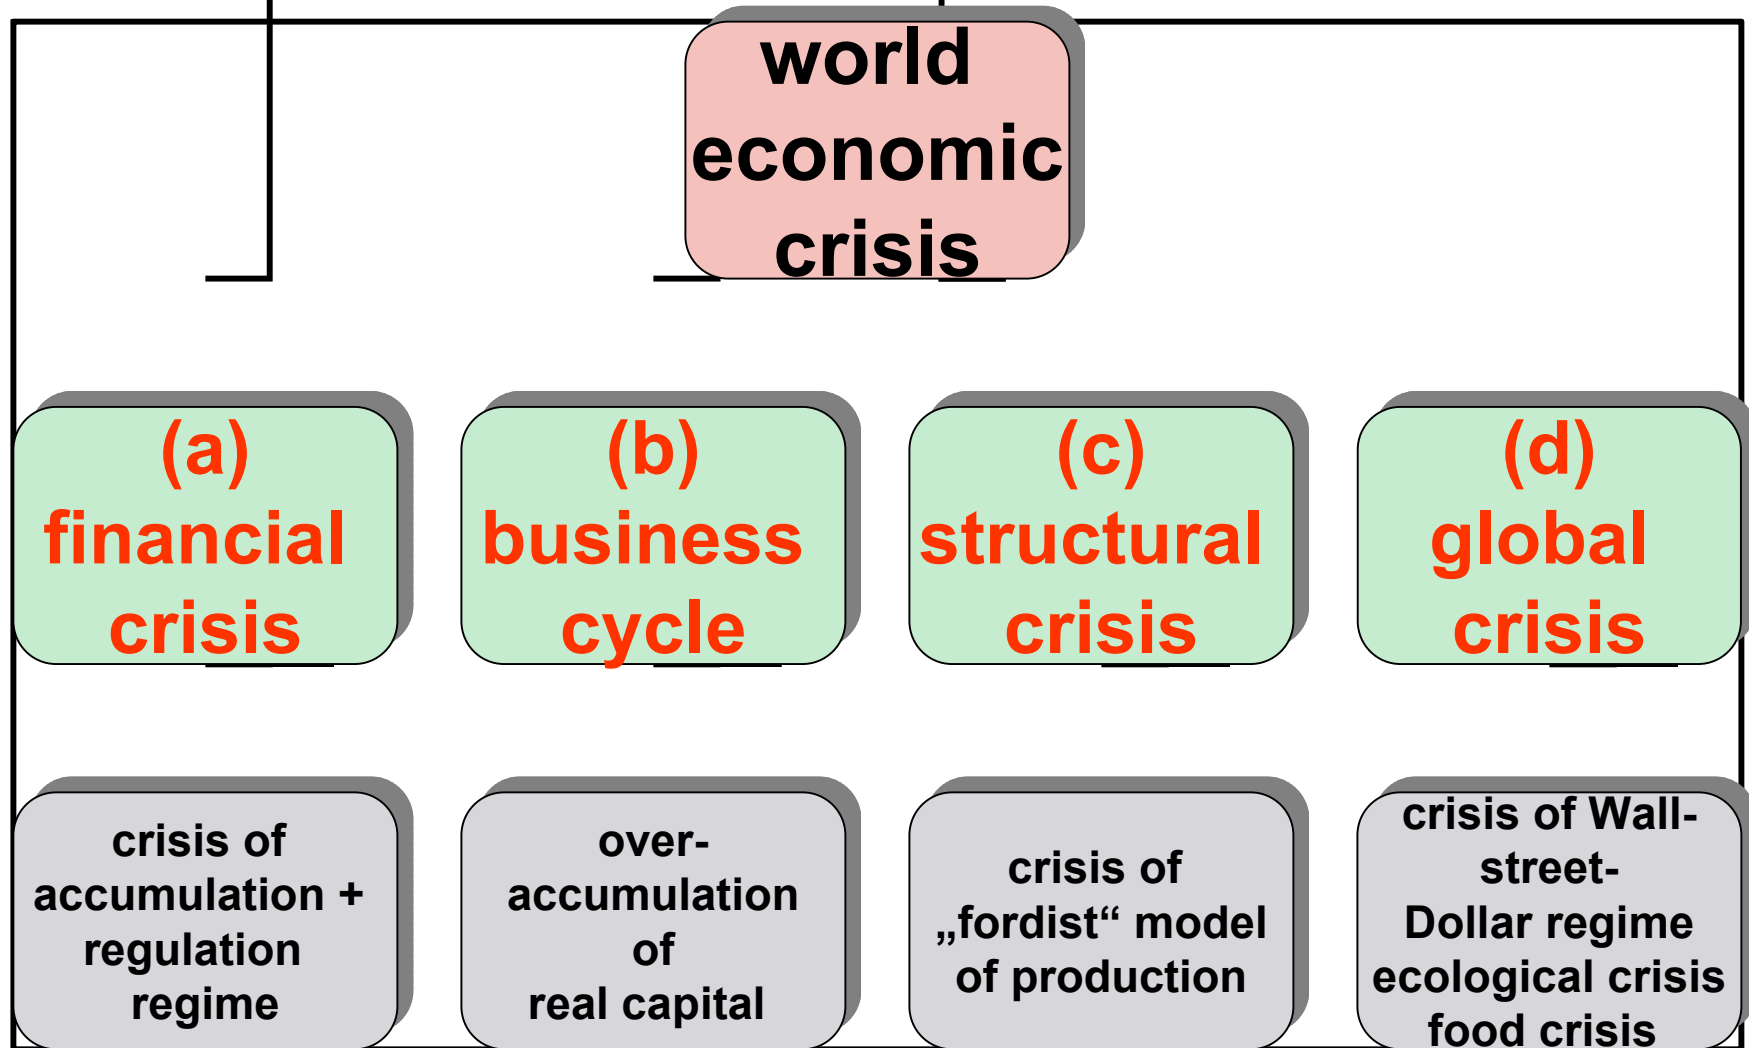 world
economic
crisis
(a)
financial
crisis
(b)
business
cycle
(c)
structural
crisis
(d)
global
crisis
crisis of
accumulation +
regulation
regime
over-
accumulation
of
real capital
crisis of
„fordist“ model
of production
crisis of Wall-
street-
Dollar regime
ecological crisis
food crisis